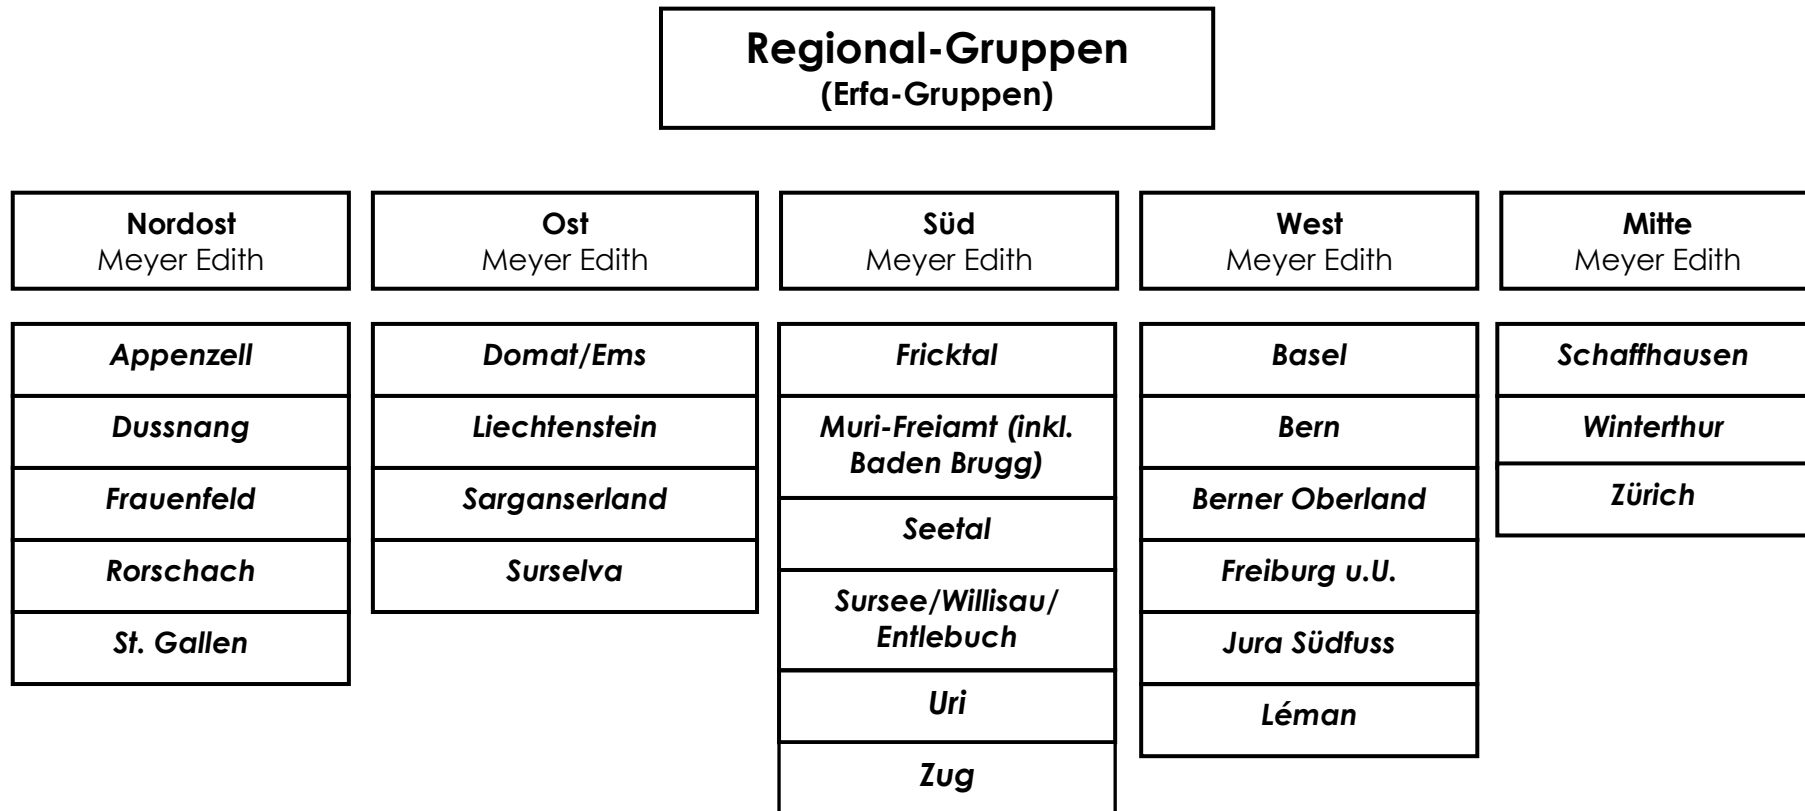 Regional-Gruppen
(Erfa-Gruppen)
Nordost
Meyer Edith
Appenzell
Dussnang
Frauenfeld
Rorschach
St. Gallen
Ost
Meyer Edith
Domat/Ems
Liechtenstein
Sarganserland
Surselva
Süd
Meyer Edith
Fricktal
Muri-Freiamt (inkl.
Baden Brugg)
Seetal
Sursee/Willisau/
Entlebuch
Uri
Zug
West
Meyer Edith
Basel
Bern
Berner Oberland
Freiburg u.U.
Jura Südfuss
Léman
Mitte
Meyer Edith
Schaffhausen
Winterthur
Zürich